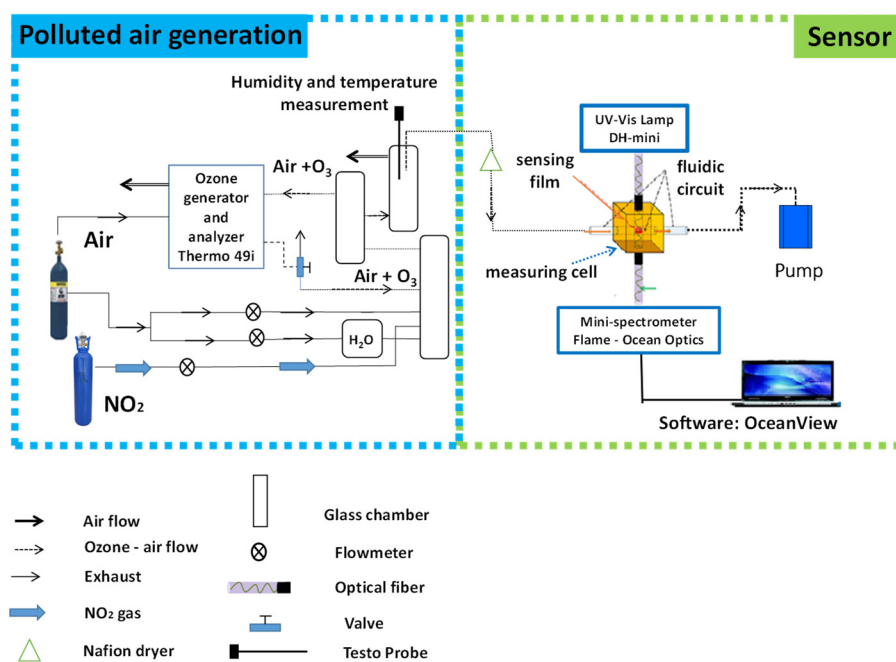 Polluted air generation
Sensor
Humidity and temperature
measurement
UV-Vis Lamp
DH-mini
sensing
film
fluidic
circuit
Air +O₃
Ozone
generator
and
analyzer
Thermo 49i
Air
Air + O₃
measuring cell
Pump
Mini-spectrometer
Flame - Ocean Optics
H₂O
NO₂
Software: OceanView
Air flow
Ozone - air flow
Exhaust
NO₂ gas
Nafion dryer
Glass chamber
Flowmeter
Optical fiber
Valve
Testo Probe